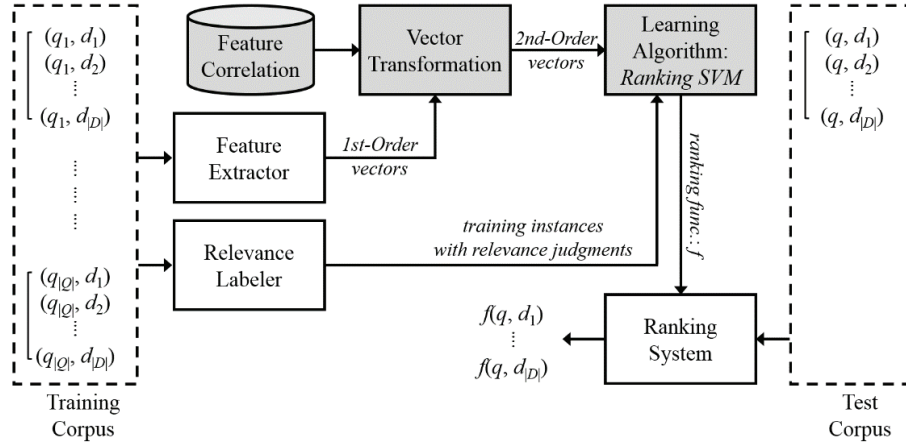 (q1, d1)
(q1, d2)
⋮
(q1, d|D|)
⋮ ⋮
⋮ ⋮
(q|Q|, d1)
(q|Q|, d2)
⋮
(q|Q|, d|D|)
Training
Corpus
Feature
Correlation
Vector
Transformation
2nd-Order
vectors
Learning
Algorithm:
Ranking SVM
Feature
Extractor
1st-Order
vectors
Relevance
Labeler
training instances
with relevance judgments
ranking func.: f
f(q, d1)
⋮
f(q, d|D|)
Ranking
System
(q, d1)
(q, d2)
⋮
(q, d|D|)
Test
Corpus